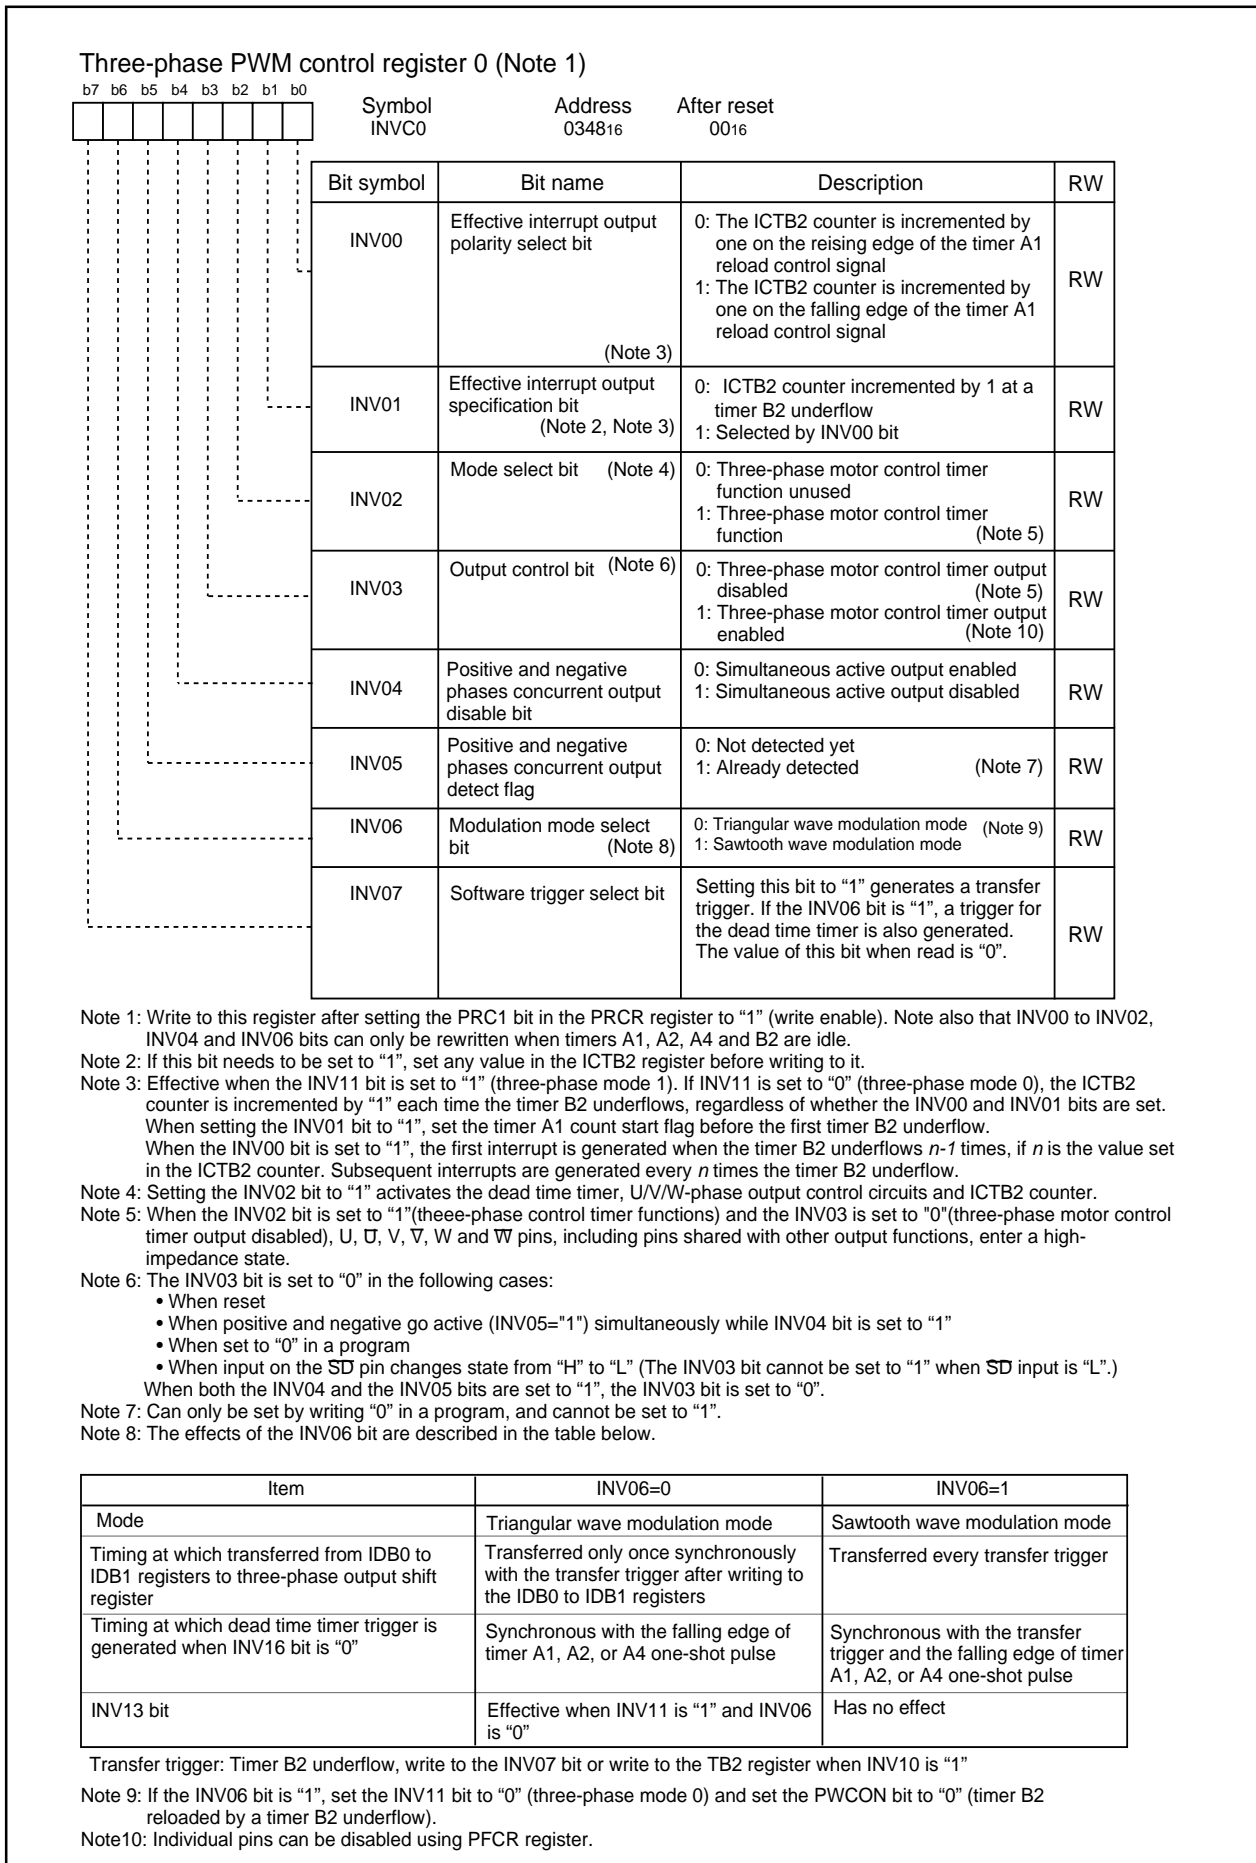 Three-phase PWM control register 0 (Note 1)
b7 b6 b5 b4 b3 b2 b1 b0
Symbol Address After reset
INVC0 034816 0016
Bit symbol Bit name Description RW
INV00 Effective interrupt output polarity select bit (Note 3)
0: The ICTB2 counter is incremented by
one on the reising edge of the timer A1
reload control signal
1: The ICTB2 counter is incremented by
one on the falling edge of the timer A1
reload control signal
RW
INV01
Effective interrupt output
specification bit
(Note 2, Note 3)
0: ICTB2 counter incremented by 1 at a
timer B2 underflow
1: Selected by INV00 bit
RW
INV02
Mode select bit (Note 4)
0: Three-phase motor control timer
function unused
1: Three-phase motor control timer
function (Note 5)
RW
INV03
Output control bit (Note 6)
0: Three-phase motor control timer output
disabled (Note 5)
1: Three-phase motor control timer output
enabled (Note 10)
RW
INV04
Positive and negative
phases concurrent output
disable bit
0: Simultaneous active output enabled
1: Simultaneous active output disabled
RW
INV05
Positive and negative
phases concurrent output
detect flag
0: Not detected yet
1: Already detected (Note 7)
RW
INV06
Modulation mode select
bit (Note 8)
0: Triangular wave modulation mode (Note 9)
1: Sawtooth wave modulation mode
RW
INV07
Software trigger select bit
Setting this bit to “1” generates a transfer
trigger. If the INV06 bit is “1”, a trigger for
the dead time timer is also generated.
The value of this bit when read is “0”.
RW
Note 1: Write to this register after setting the PRC1 bit in the PRCR register to “1” (write enable). Note also that INV00 to INV02,
INV04 and INV06 bits can only be rewritten when timers A1, A2, A4 and B2 are idle.
Note 2: If this bit needs to be set to “1”, set any value in the ICTB2 register before writing to it.
Note 3: Effective when the INV11 bit is set to “1” (three-phase mode 1). If INV11 is set to “0” (three-phase mode 0), the ICTB2
counter is incremented by “1” each time the timer B2 underflows, regardless of whether the INV00 and INV01 bits are set.
When setting the INV01 bit to “1”, set the timer A1 count start flag before the first timer B2 underflow.
When the INV00 bit is set to “1”, the first interrupt is generated when the timer B2 underflows n-1 times, if n is the value set
in the ICTB2 counter. Subsequent interrupts are generated every n times the timer B2 underflow.
Note 4: Setting the INV02 bit to “1” activates the dead time timer, U/V/W-phase output control circuits and ICTB2 counter.
Note 5: When the INV02 bit is set to “1”(theee-phase control timer functions) and the INV03 is set to "0"(three-phase motor control
timer output disabled), U, U̅, V, V̅, W and W̅ pins, including pins shared with other output functions, enter a high-
impedance state.
Note 6: The INV03 bit is set to “0” in the following cases:
• When reset
• When positive and negative go active (INV05="1") simultaneously while INV04 bit is set to “1”
• When set to “0” in a program
• When input on the S̅D̅ pin changes state from “H” to “L” (The INV03 bit cannot be set to “1” when S̅D̅ input is “L”.)
When both the INV04 and the INV05 bits are set to “1”, the INV03 bit is set to “0”.
Note 7: Can only be set by writing “0” in a program, and cannot be set to “1”.
Note 8: The effects of the INV06 bit are described in the table below.
Item INV06=0 INV06=1
Mode Triangular wave modulation mode Sawtooth wave modulation mode
Timing at which transferred from IDB0 to
IDB1 registers to three-phase output shift
register
Transferred only once synchronously
with the transfer trigger after writing to
the IDB0 to IDB1 registers
Transferred every transfer trigger
Timing at which dead time timer trigger is
generated when INV16 bit is “0”
Synchronous with the falling edge of
timer A1, A2, or A4 one-shot pulse
Synchronous with the transfer
trigger and the falling edge of timer
A1, A2, or A4 one-shot pulse
INV13 bit
Effective when INV11 is “1” and INV06
is “0”
Has no effect
Transfer trigger: Timer B2 underflow, write to the INV07 bit or write to the TB2 register when INV10 is “1”
Note 9: If the INV06 bit is “1”, set the INV11 bit to “0” (three-phase mode 0) and set the PWCON bit to “0” (timer B2
reloaded by a timer B2 underflow).
Note10: Individual pins can be disabled using PFCR register.